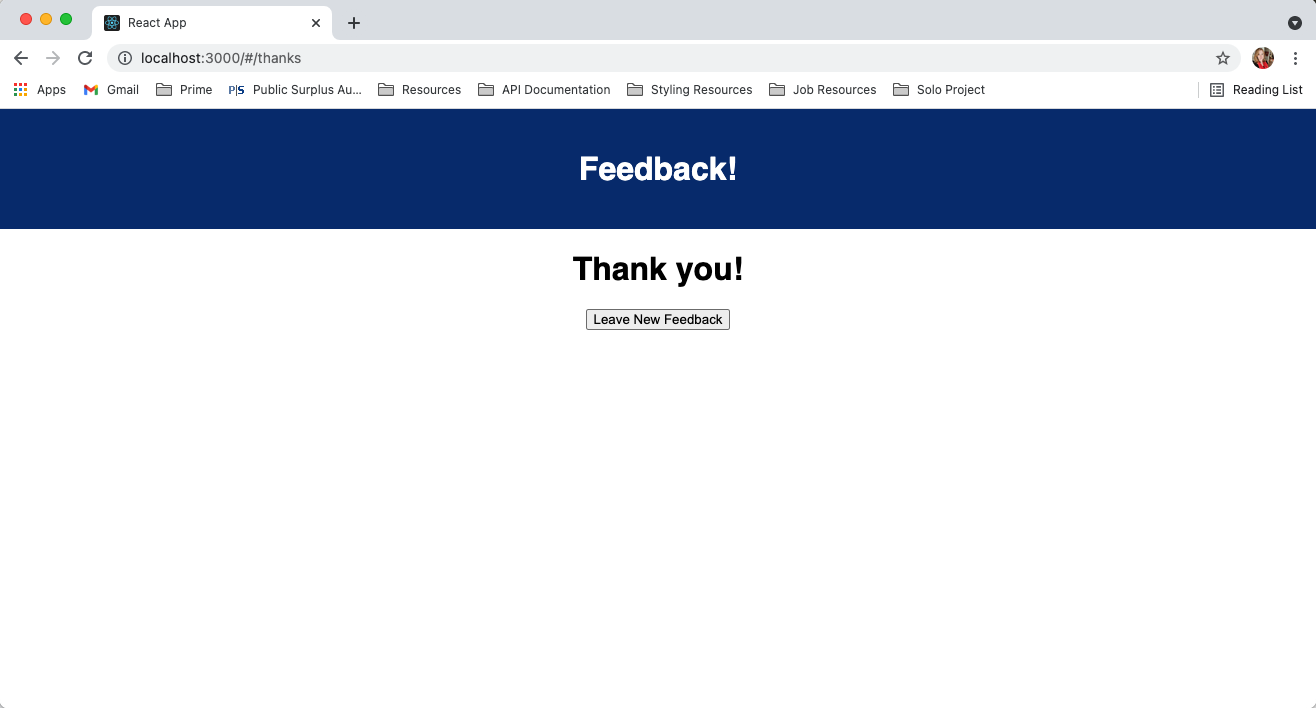 React App
localhost:3000/#/thanks
Apps Gmail Prime P|S Public Surplus Au... Resources API Documentation Styling Resources Job Resources Solo Project Reading List
Feedback!
Thank you!
Leave New Feedback